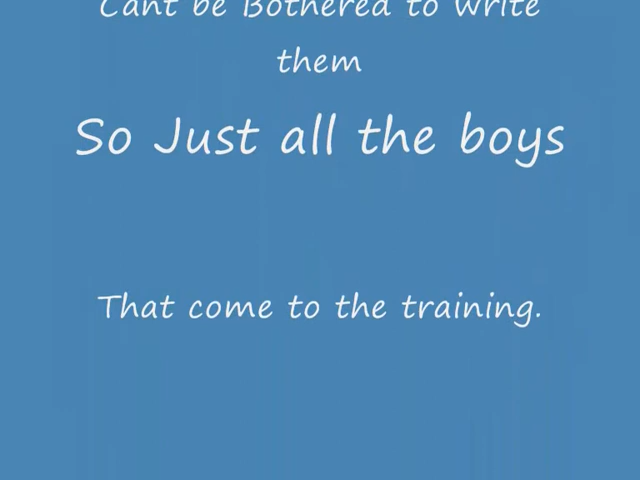 Cant be Bothered to write
them
So Just all the boys
That come to the training.